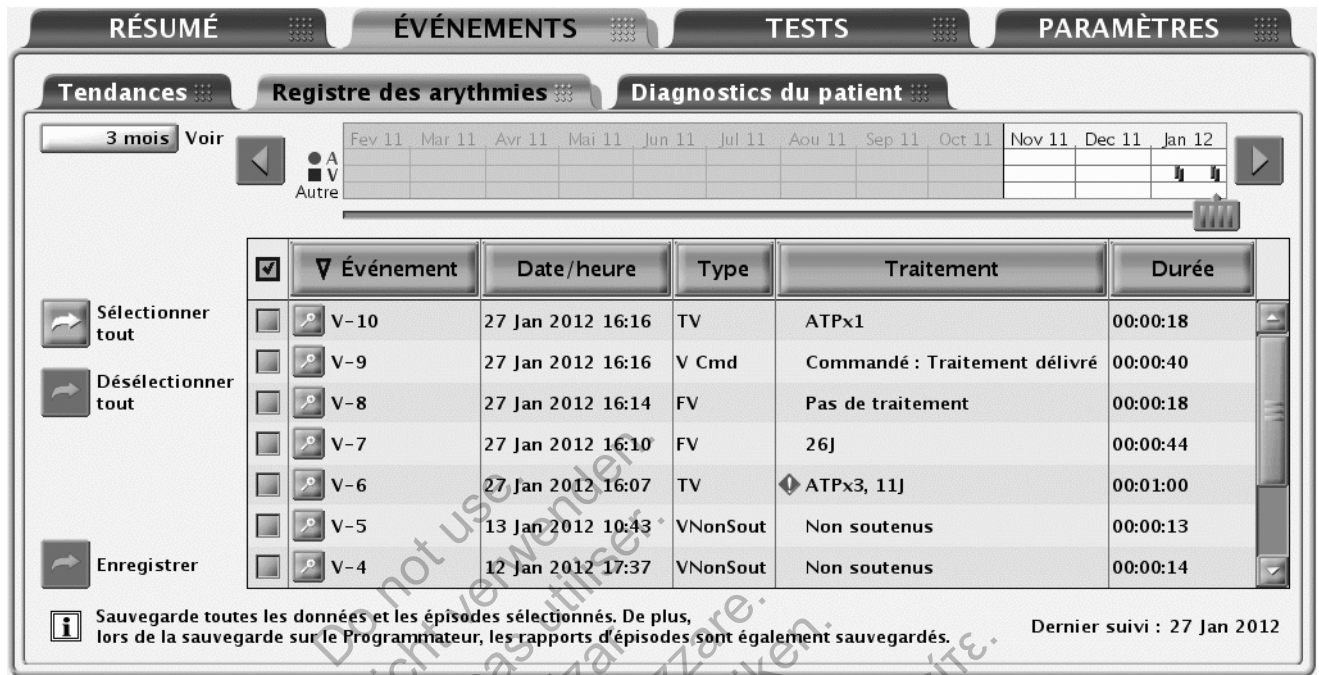 RÉSUMÉ ÉVÉNEMENTS TESTS PARAMÈTRES
Tendances Registre des arythmies Diagnostics du patient
3 mois Voir
Fev 11 Mar 11 Avr 11 Mai 11 Jun 11 Jul 11 Aou 11 Sep 11 Oct 11 Nov 11 Dec 11 Jan 12
A
V
Autre
Événement Date/heure Type Traitement Durée
V-10 27 Jan 2012 16:16 TV ATPx1 00:00:18
V-9 27 Jan 2012 16:16 V Cmd Commandé : Traitement délivré 00:00:40
V-8 27 Jan 2012 16:14 FV Pas de traitement 00:00:18
V-7 27 Jan 2012 16:10 FV 26J 00:00:44
V-6 27 Jan 2012 16:07 TV ATPx3, 11J 00:01:00
V-5 13 Jan 2012 10:43 VNonSout Non soutenus 00:00:13
V-4 12 Jan 2012 17:37 VNonSout Non soutenus 00:00:14
Sélectionner
tout
Désélectionner
tout
Enregistrer
i
Sauvegarde toutes les données et les épisodes sélectionnés. De plus,
lors de la sauvegarde sur le Programmateur, les rapports d'épisodes sont également sauvegardés.
Dernier suivi : 27 Jan 2012
Do not use.
verwenden.
pas utiliser.